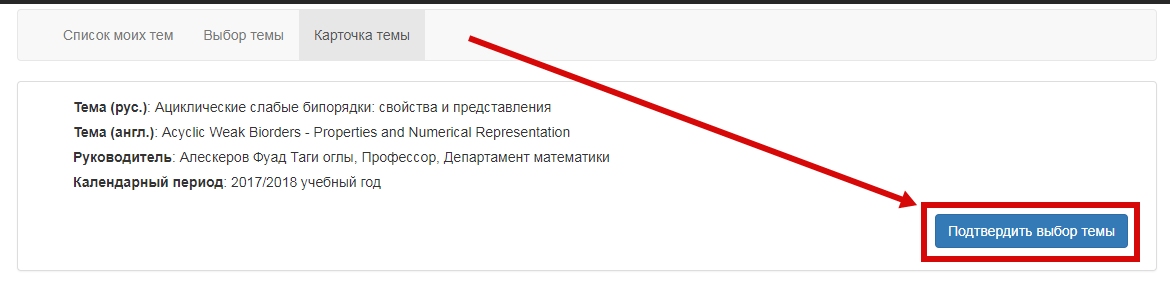 Список моих тем Выбор темы Карточка темы
Тема (рус.): Ациклические слабые бипорядки: свойства и представления
Тема (англ.): Acyclic Weak Biorders - Properties and Numerical Representation
Руководитель: Алескеров Фуад Таги оглы, Профессор, Департамент математики
Календарный период: 2017/2018 учебный год
Подтвердить выбор темы